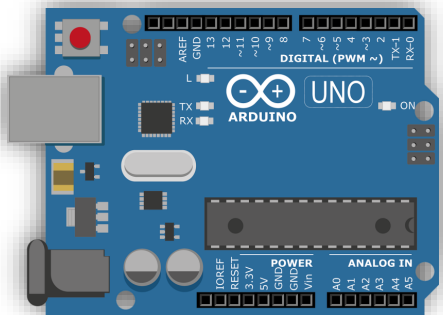 AREF
GND
13
12
~11
~10
~9
8
7
~6
~5
4
~3
2
TX→1
RX←0
DIGITAL (PWM ~)
L
TX
RX
ARDUINO
UNO
ON
POWER
ANALOG IN
IOREF
RESET
3.3V
5V
GND
GND
Vin
A0
A1
A2
A3
A4
A5